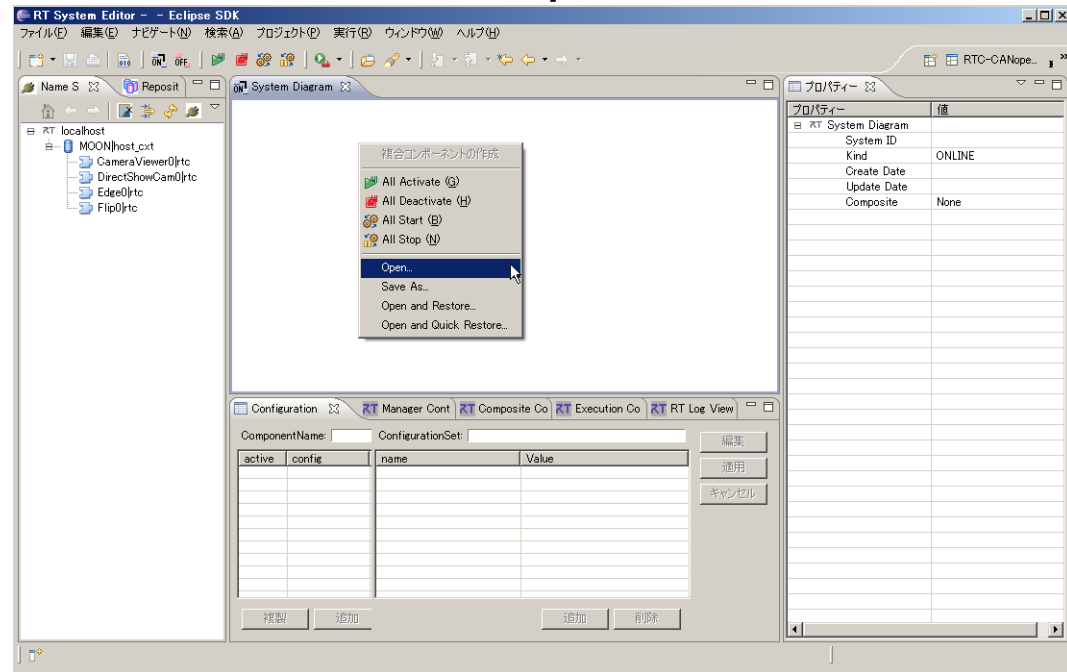 RT System Editor - - Eclipse SDK
ファイル(F) 編集(E) ナビゲート(N) 検索(A) プロジェクト(P) 実行(R) ウィンドウ(W) ヘルプ(H)
ON OFF RTC-CANope...
Name S Reposit
localhost
MOON|host_cxt
CameraViewer0|rtc
DirectShowCam0|rtc
Edge0|rtc
Flip0|rtc
System Diagram
複合コンポーネントの作成
All Activate (G)
All Deactivate (H)
All Start (B)
All Stop (N)
Open...
Save As...
Open and Restore...
Open and Quick Restore...
Configuration Manager Cont Composite Co Execution Co RT Log View
ComponentName: ConfigurationSet:
active config name Value
編集
適用
キャンセル
複製 追加 追加 削除
プロパティー
プロパティー 値
System Diagram
System ID
Kind ONLINE
Create Date
Update Date
Composite None